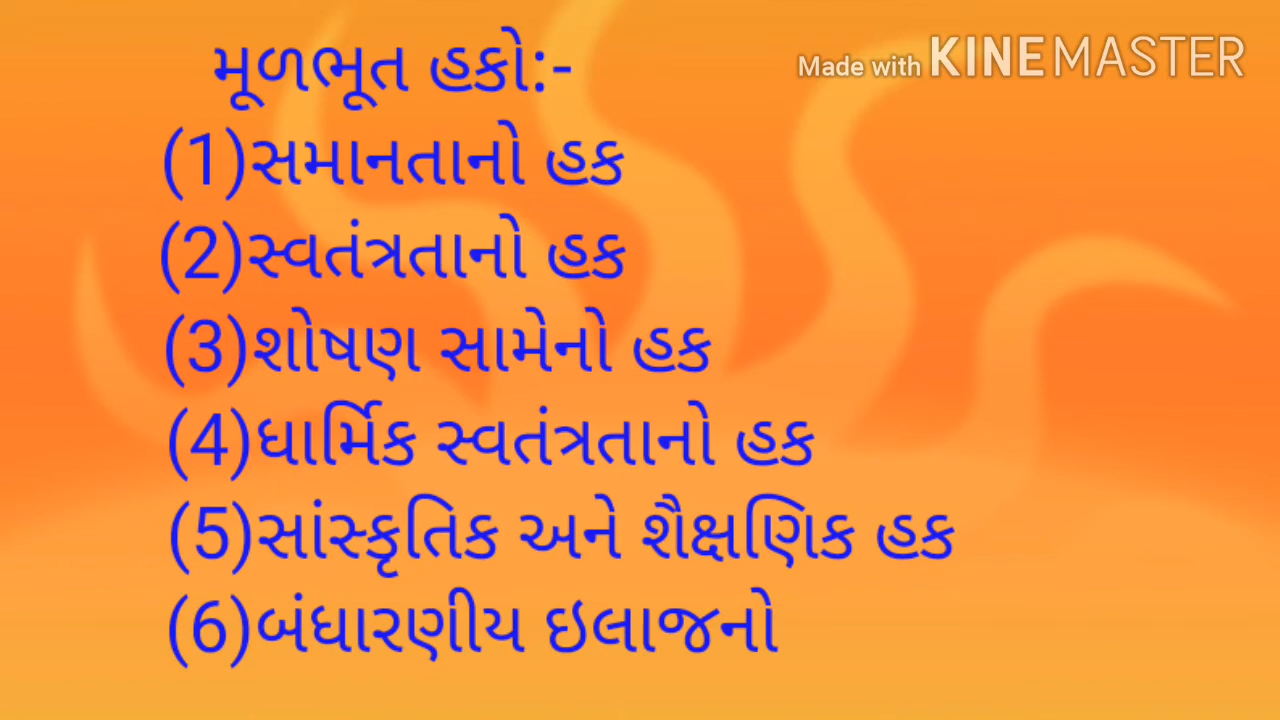 મૂળભૂત હકો:-
Made with KINEMASTER
(1)સમાનતાનો હક
(2)સ્વતંત્રતાનો હક
(3)શોષણ સામેનો હક
(4)ધાર્મિક સ્વતંત્રતાનો હક
(5)સાંસ્કૃતિક અને શૈક્ષણિક હક
(6)બંધારણીય ઇલાજનો